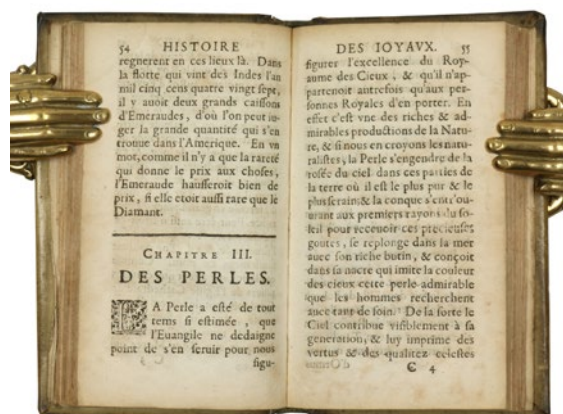 54 HISTOIRE
regnerent en ces lieux là. Dans
la flotte qui vint des Indes l'an
mil cinq cens quatre vingt sept,
il y auoit deux grands caissons
d'Emeraudes, d'où l'on peut iu-
ger la grande quantité qui s'en
trouue dans l'Amerique. En vn
mot, comme il n'y a que la rareté
qui donne le prix aux choses,
l'Emeraude hausseroit bien de
prix, si elle etoit aussi rare que le
Diamant.
CHAPITRE III.
DES PERLES.
LA Perle a esté de tout
tems si estimée, que
l'Euangile ne dedaigne
point de s'en seruir pour nous
figu-
DES IOYAVX. 55
figurer l'excellence du Roy-
aume des Cieux, & qu'il n'ap-
partenoit autrefois qu'aux per-
sonnes Royales d'en porter. En
effet c'est vne des riches & ad-
mirables productions de la Natu-
re, & si nous en croyons les natu-
ralistes, la Perle s'engendre de la
rosée du ciel dans ces parties de
la terre où il est le plus pur & le
plus serain; & la conque s'entr'ou-
urant aux premiers rayons du so-
leil pour receuoir ces precieuses
goutes, se replonge dans la mer
auec son riche butin, & conçoit
dans sa nacre qui imite la couleur
des cieux cette perle admirable
que les hommes recherchent
auec tant de soin. De la sorte le
Ciel contribue visiblement à sa
generation, & luy imprime des
vertus & des qualitez celestes
C 4